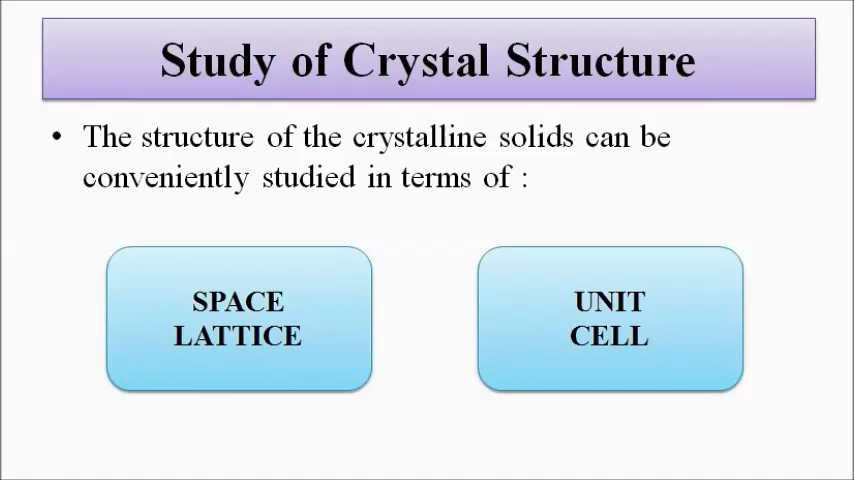 Study of Crystal Structure
• The structure of the crystalline solids can be
conveniently studied in terms of :
SPACE
LATTICE
UNIT
CELL